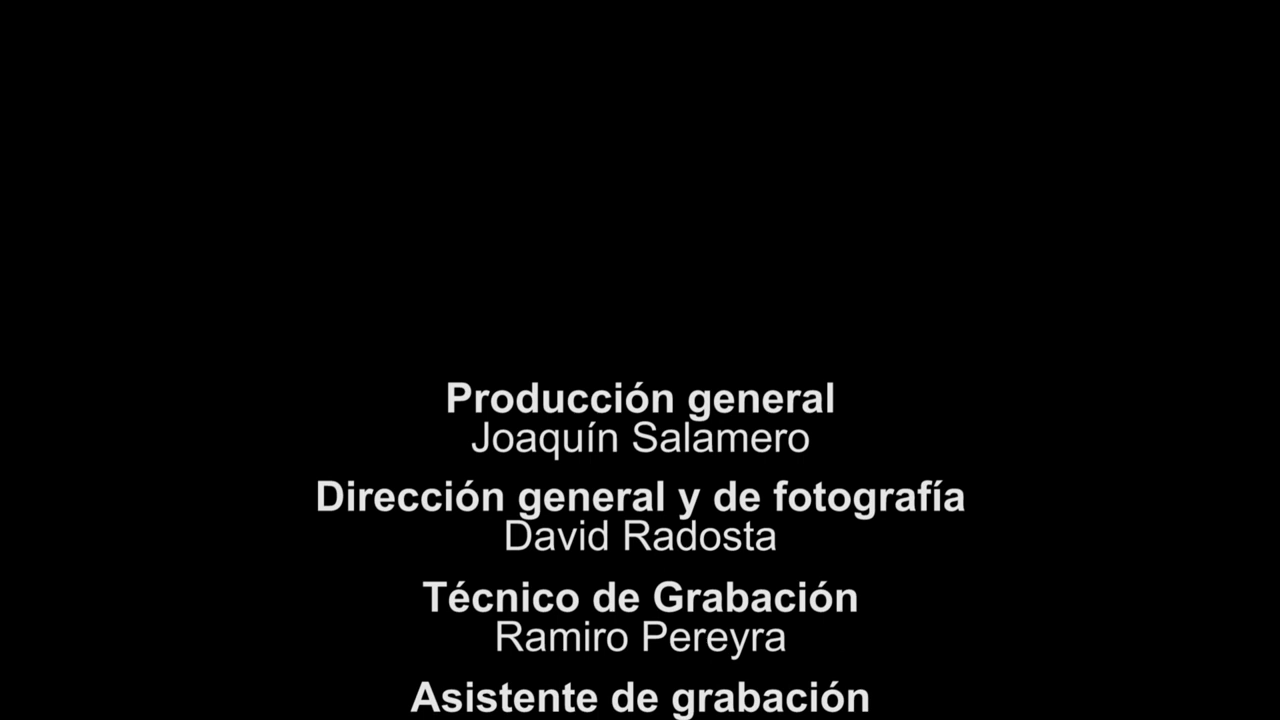 Producción general
Joaquín Salamero
Dirección general y de fotografía
David Radosta
Técnico de Grabación
Ramiro Pereyra
Asistente de grabación